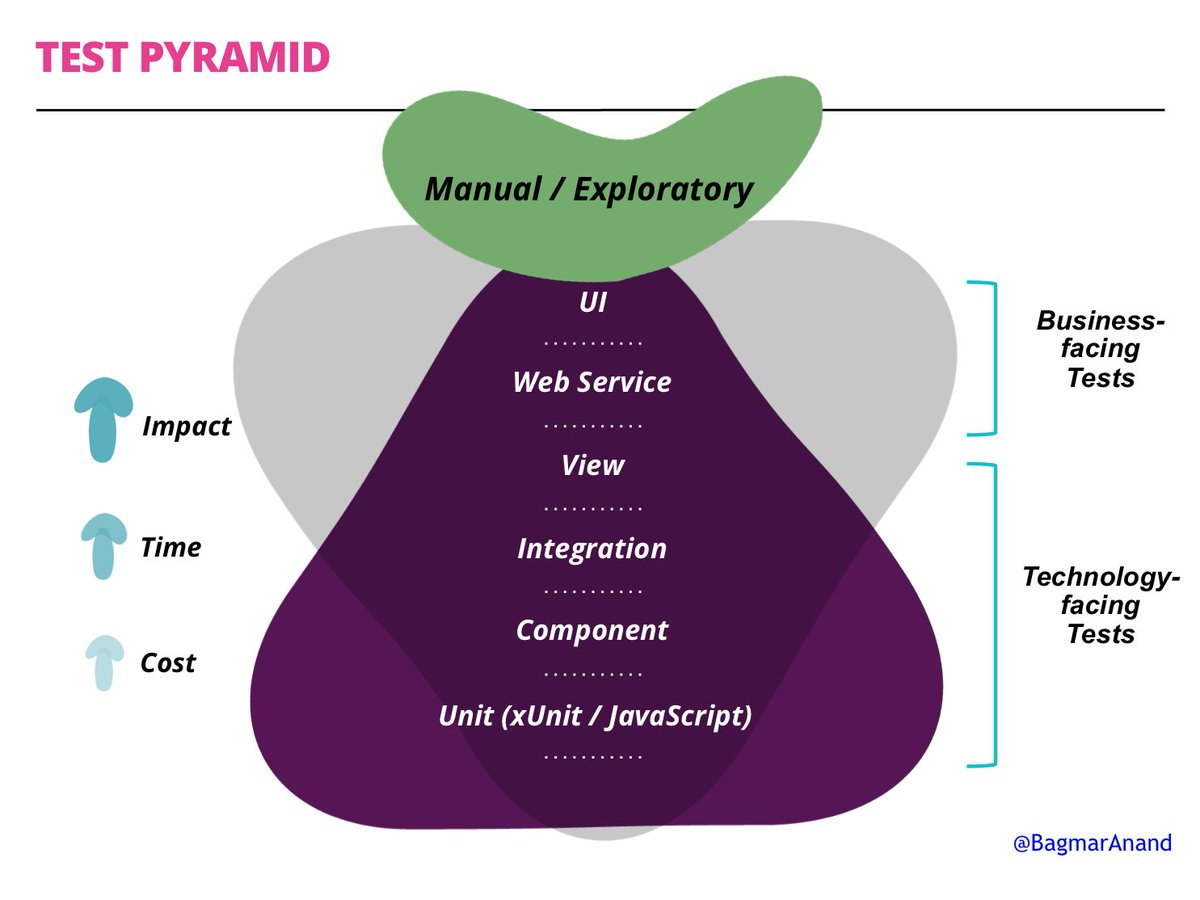 TEST PYRAMID
Manual / Exploratory
UI
...........
Web Service
...........
View
...........
Integration
...........
Component
...........
Unit (xUnit / JavaScript)
...........
Impact
Time
Cost
Business-
facing
Tests
Technology-
facing
Tests
@BagmarAnand